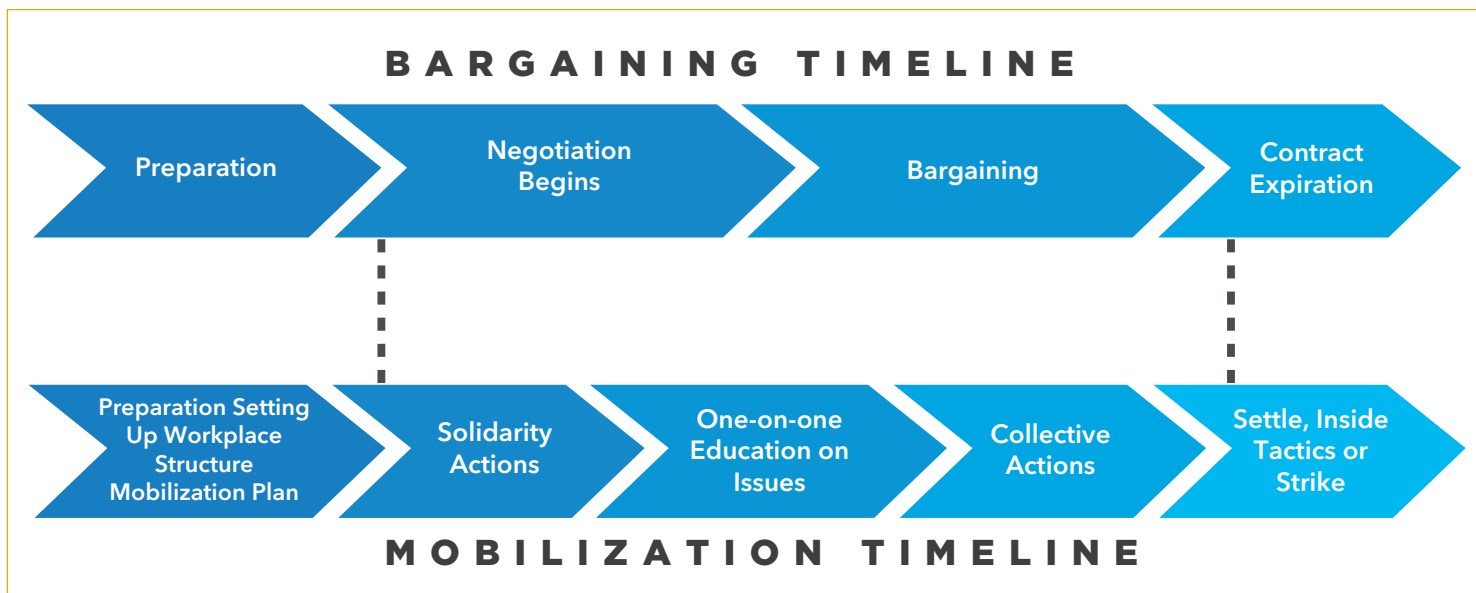 BARGAINING TIMELINE
Preparation
Negotiation
Begins
Bargaining
Contract
Expiration
Preparation Setting
Up Workplace
Structure
Mobilization Plan
Solidarity
Actions
One-on-one
Education on
Issues
Collective
Actions
Settle, Inside
Tactics or
Strike
MOBILIZATION TIMELINE